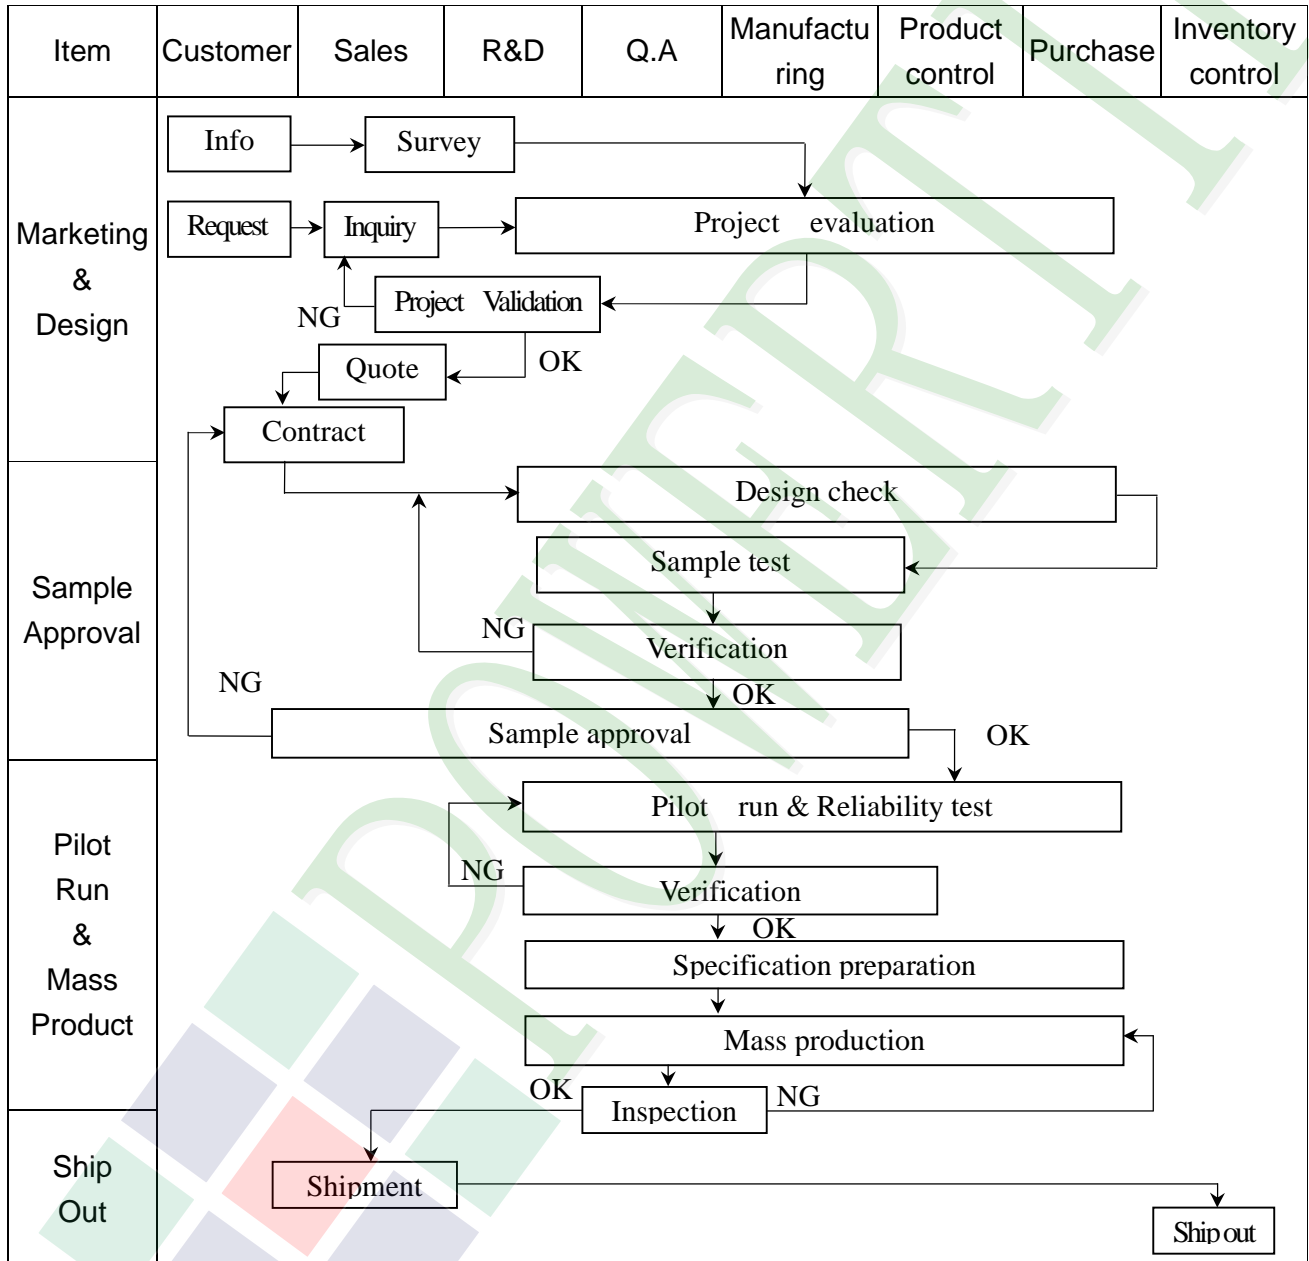 Item Customer Sales R&D Q.A Manufactu
ring Product
control Purchase Inventory
control
Marketing
&
Design
Info Survey
Request Inquiry Project evaluation
Project Validation
NG
OK
Quote
Contract
Sample
Approval
Design check
Sample test
NG
Verification
OK
NG
Sample approval
OK
Pilot
Run
&
Mass
Product
Pilot run & Reliability test
NG
Verification
OK
Specification preparation
Mass production
OK
Inspection
NG
Ship
Out
Shipment
Ship out
POWERTI